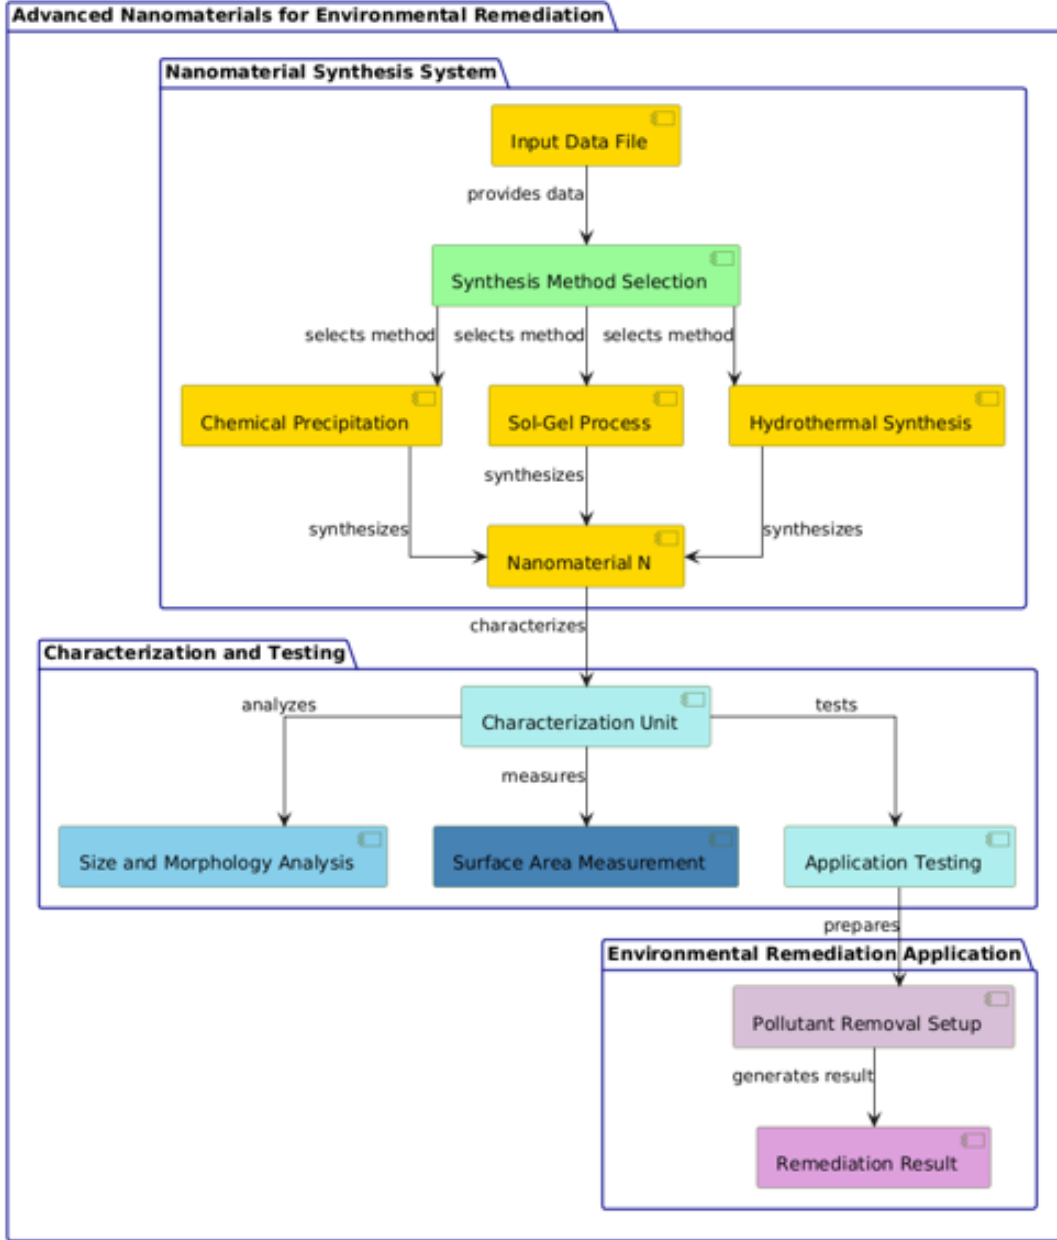 Advanced Nanomaterials for Environmental Remediation
Nanomaterial Synthesis System
Input Data File
provides data
Synthesis Method Selection
selects method
selects method
selects method
Chemical Precipitation
Sol-Gel Process
Hydrothermal Synthesis
synthesizes
synthesizes
synthesizes
Nanomaterial N
characterizes
Characterization and Testing
Characterization Unit
analyzes
tests
measures
Size and Morphology Analysis
Surface Area Measurement
Application Testing
prepares
Environmental Remediation Application
Pollutant Removal Setup
generates result
Remediation Result